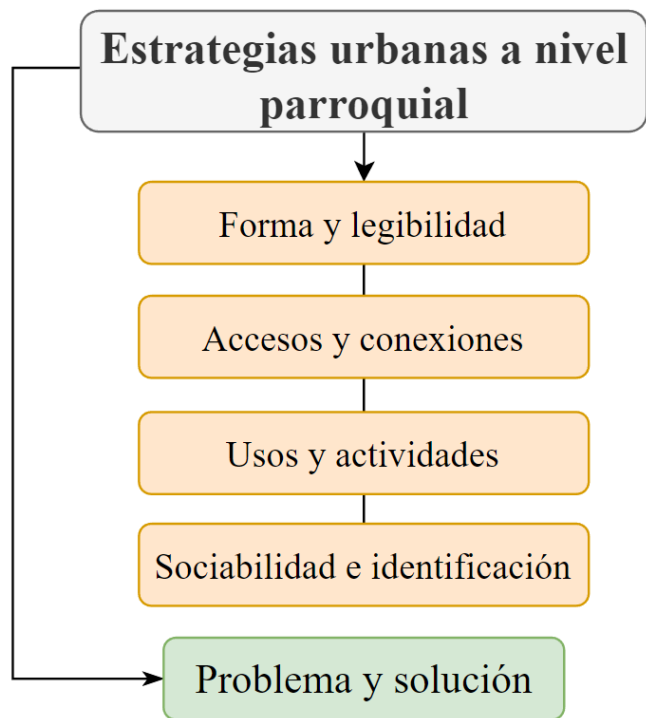 Estrategias urbanas a nivel
parroquial
Forma y legibilidad
Accesos y conexiones
Usos y actividades
Sociabilidad e identificación
Problema y solución